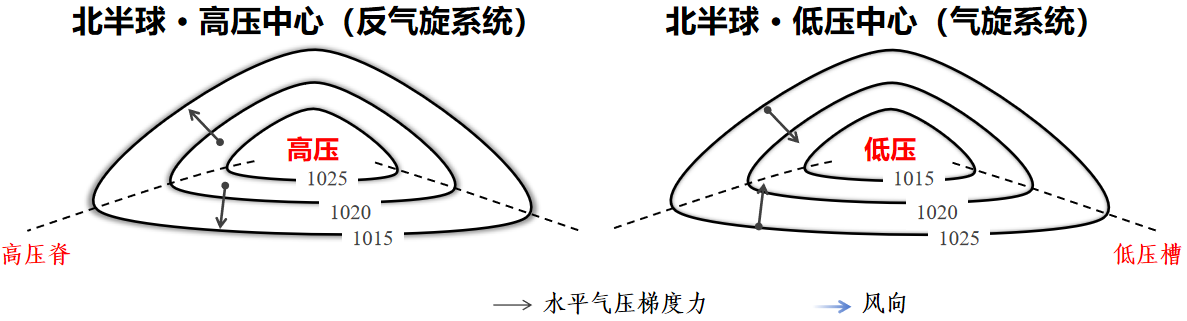 北半球·高压中心（反气旋系统）
北半球·低压中心（气旋系统）
高压
1025
1020
1015
高压脊
低压
1015
1020
1025
低压槽
水平气压梯度力
风向